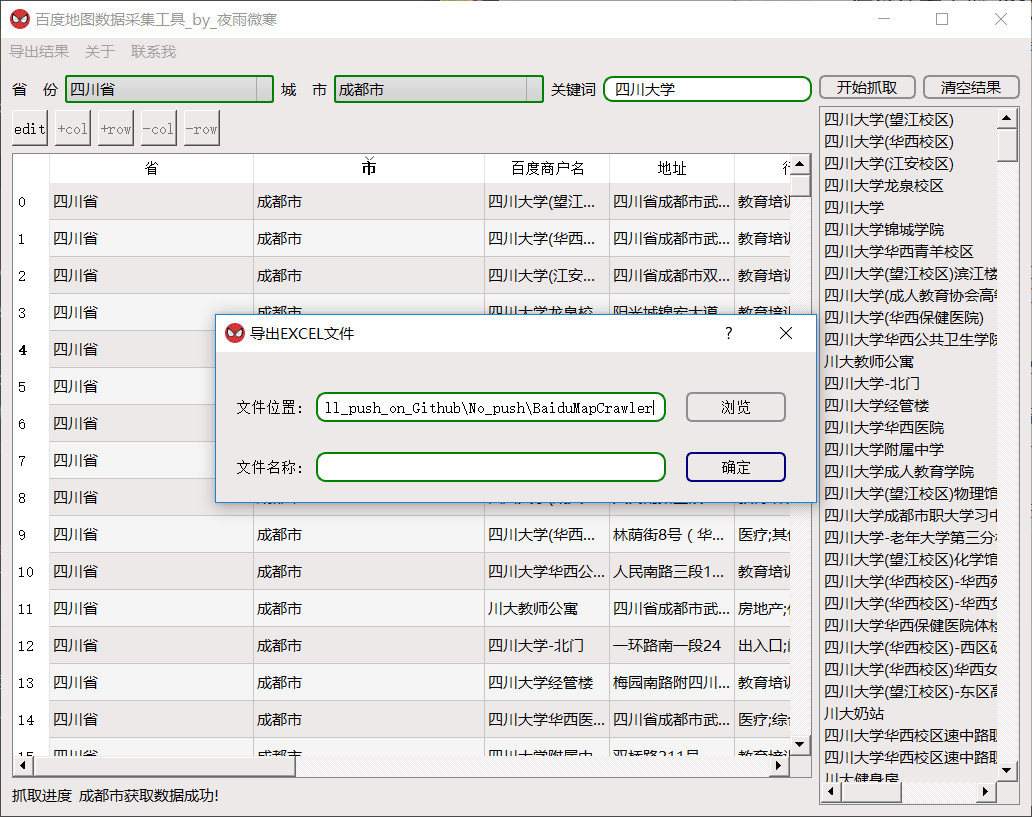 百度地图数据采集工具_by_夜雨微寒
导出结果 关于 联系我
省 份 四川省 城 市 成都市 关键词 四川大学 开始抓取 清空结果
edit +col +row -col -row
省 市 百度商户名 地址
0 四川省 成都市 四川大学(望江... 四川省成都市武... 教育培训
1 四川省 成都市 四川大学(华西... 四川省成都市武... 教育培训
2 四川省 成都市 四川大学(江安... 四川省成都市双... 教育培训
3 四川省 成都市 四川大学龙泉校 阳光城锦宏大道 教育培训
4 四川省
5 四川省
6 四川省
7 四川省
8 四川省
9 四川省 成都市 四川大学(华西... 林荫街8号（华... 医疗;其他
10 四川省 成都市 四川大学华西公... 人民南路三段1... 教育培训
11 四川省 成都市 川大教师公寓 四川省成都市武... 房地产;
12 四川省 成都市 四川大学-北门 一环路南一段24 出入口;
13 四川省 成都市 四川大学经管楼 梅园南路附四川... 教育培训
14 四川省 成都市 四川大学华西医... 四川省成都市武... 医疗;综合
15 四川省 成都市 四川大学附属中 双桥路211号 教育培训
导出EXCEL文件
文件位置： ll_push_on_Github\No_push\BaiduMapCrawler 浏览
文件名称： 确定
四川大学(望江校区)
四川大学(华西校区)
四川大学(江安校区)
四川大学龙泉校区
四川大学
四川大学锦城学院
四川大学华西青羊校区
四川大学(望江校区)滨江楼
四川大学(成人教育协会高等
四川大学(华西保健医院)
四川大学华西公共卫生学院
川大教师公寓
四川大学-北门
四川大学经管楼
四川大学华西医院
四川大学附属中学
四川大学成人教育学院
四川大学(望江校区)物理馆
四川大学成都市职大学习中
四川大学-老年大学第三分校
四川大学(望江校区)化学馆
四川大学(华西校区)-华西苑
四川大学(华西校区)-华西女
四川大学华西保健医院体检
四川大学(华西校区)-西区研
四川大学(华西校区)华西女
四川大学(望江校区)-东区高
川大奶站
四川大学华西校区速中路职
四川大学华西校区速中路职
川大健身房
抓取进度 成都市获取数据成功!